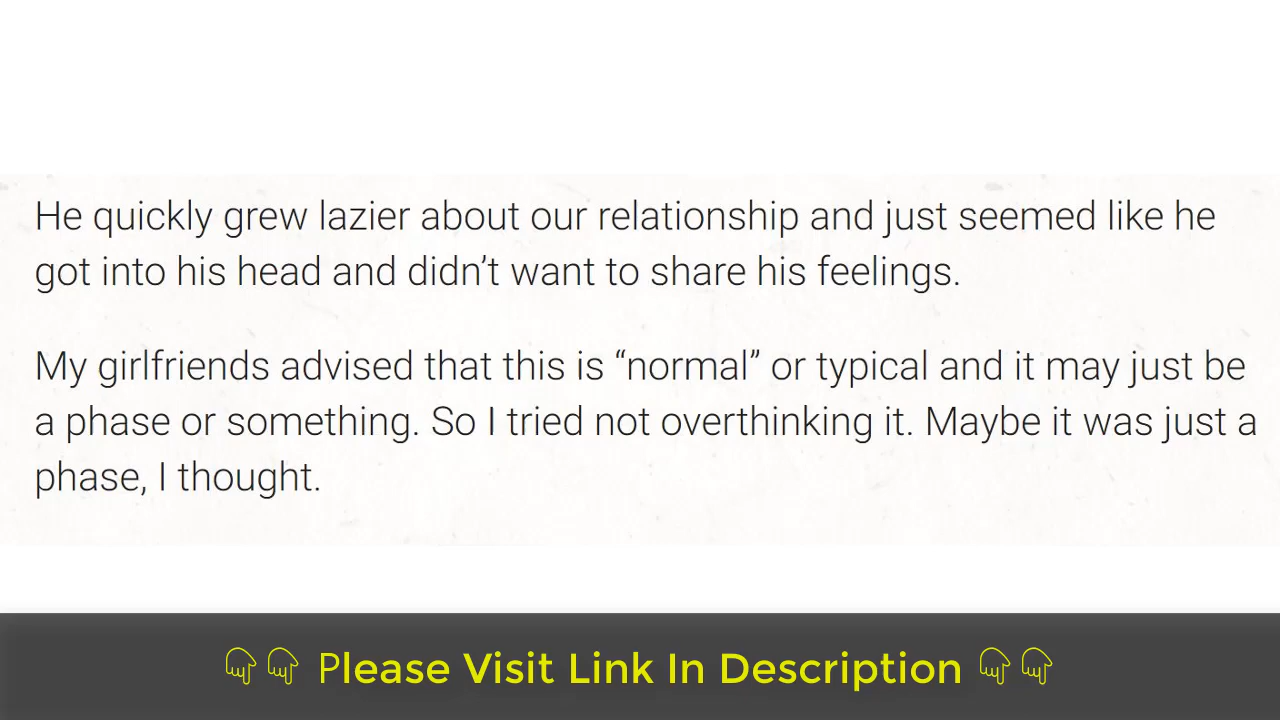 He quickly grew lazier about our relationship and just seemed like he
got into his head and didn’t want to share his feelings.
My girlfriends advised that this is “normal” or typical and it may just be
a phase or something. So I tried not overthinking it. Maybe it was just a
phase, I thought.
Please Visit Link In Description